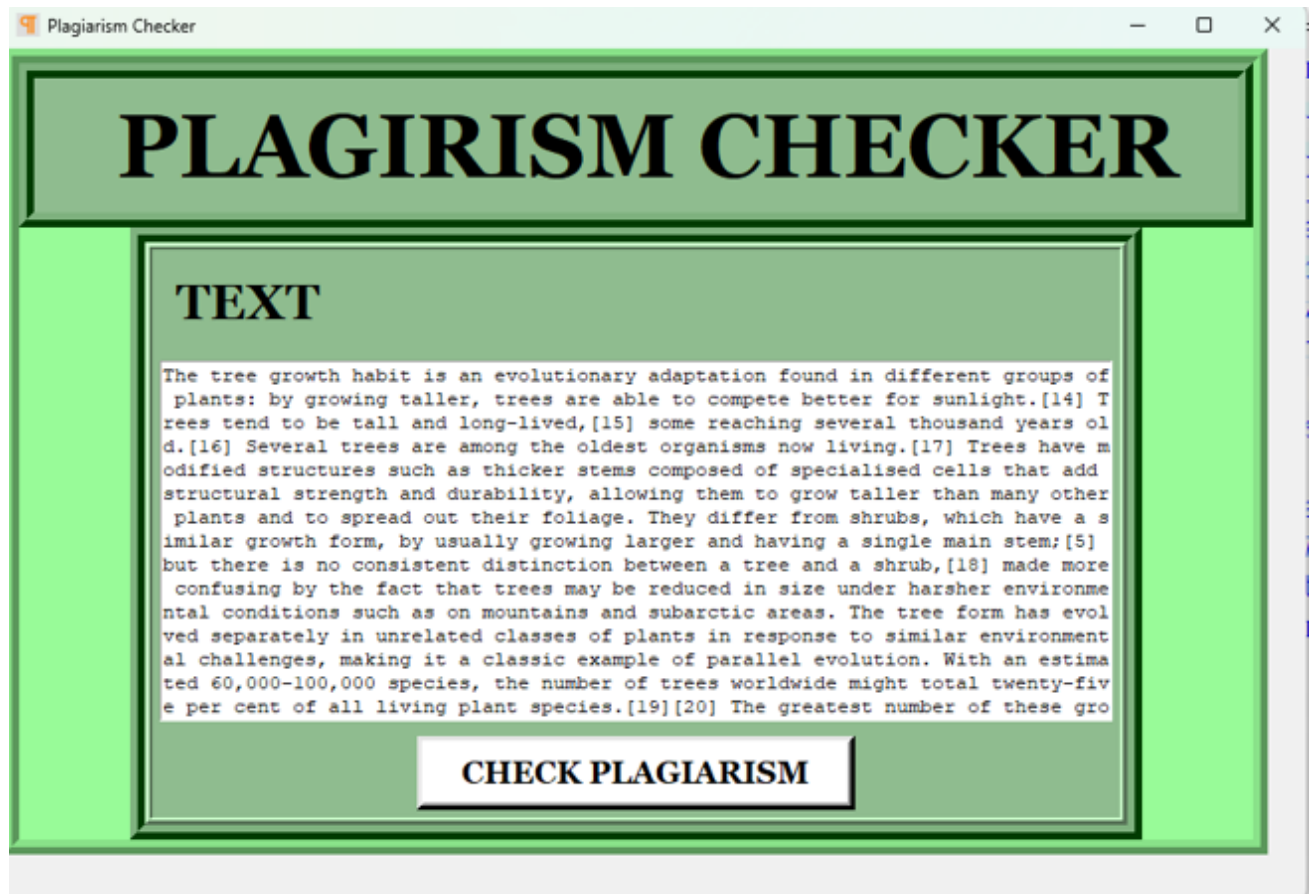 Plagiarism Checker
PLAGIRISM CHECKER
TEXT
The tree growth habit is an evolutionary adaptation found in different groups of
plants: by growing taller, trees are able to compete better for sunlight.[14] T
rees tend to be tall and long-lived,[15] some reaching several thousand years ol
d.[16] Several trees are among the oldest organisms now living.[17] Trees have m
odified structures such as thicker stems composed of specialised cells that add
structural strength and durability, allowing them to grow taller than many other
plants and to spread out their foliage. They differ from shrubs, which have a s
imilar growth form, by usually growing larger and having a single main stem;[5]
but there is no consistent distinction between a tree and a shrub,[18] made more
confusing by the fact that trees may be reduced in size under harsher environme
ntal conditions such as on mountains and subarctic areas. The tree form has evol
ved separately in unrelated classes of plants in response to similar environment
al challenges, making it a classic example of parallel evolution. With an estima
ted 60,000-100,000 species, the number of trees worldwide might total twenty-fiv
e per cent of all living plant species.[19][20] The greatest number of these gro
CHECK PLAGIARISM